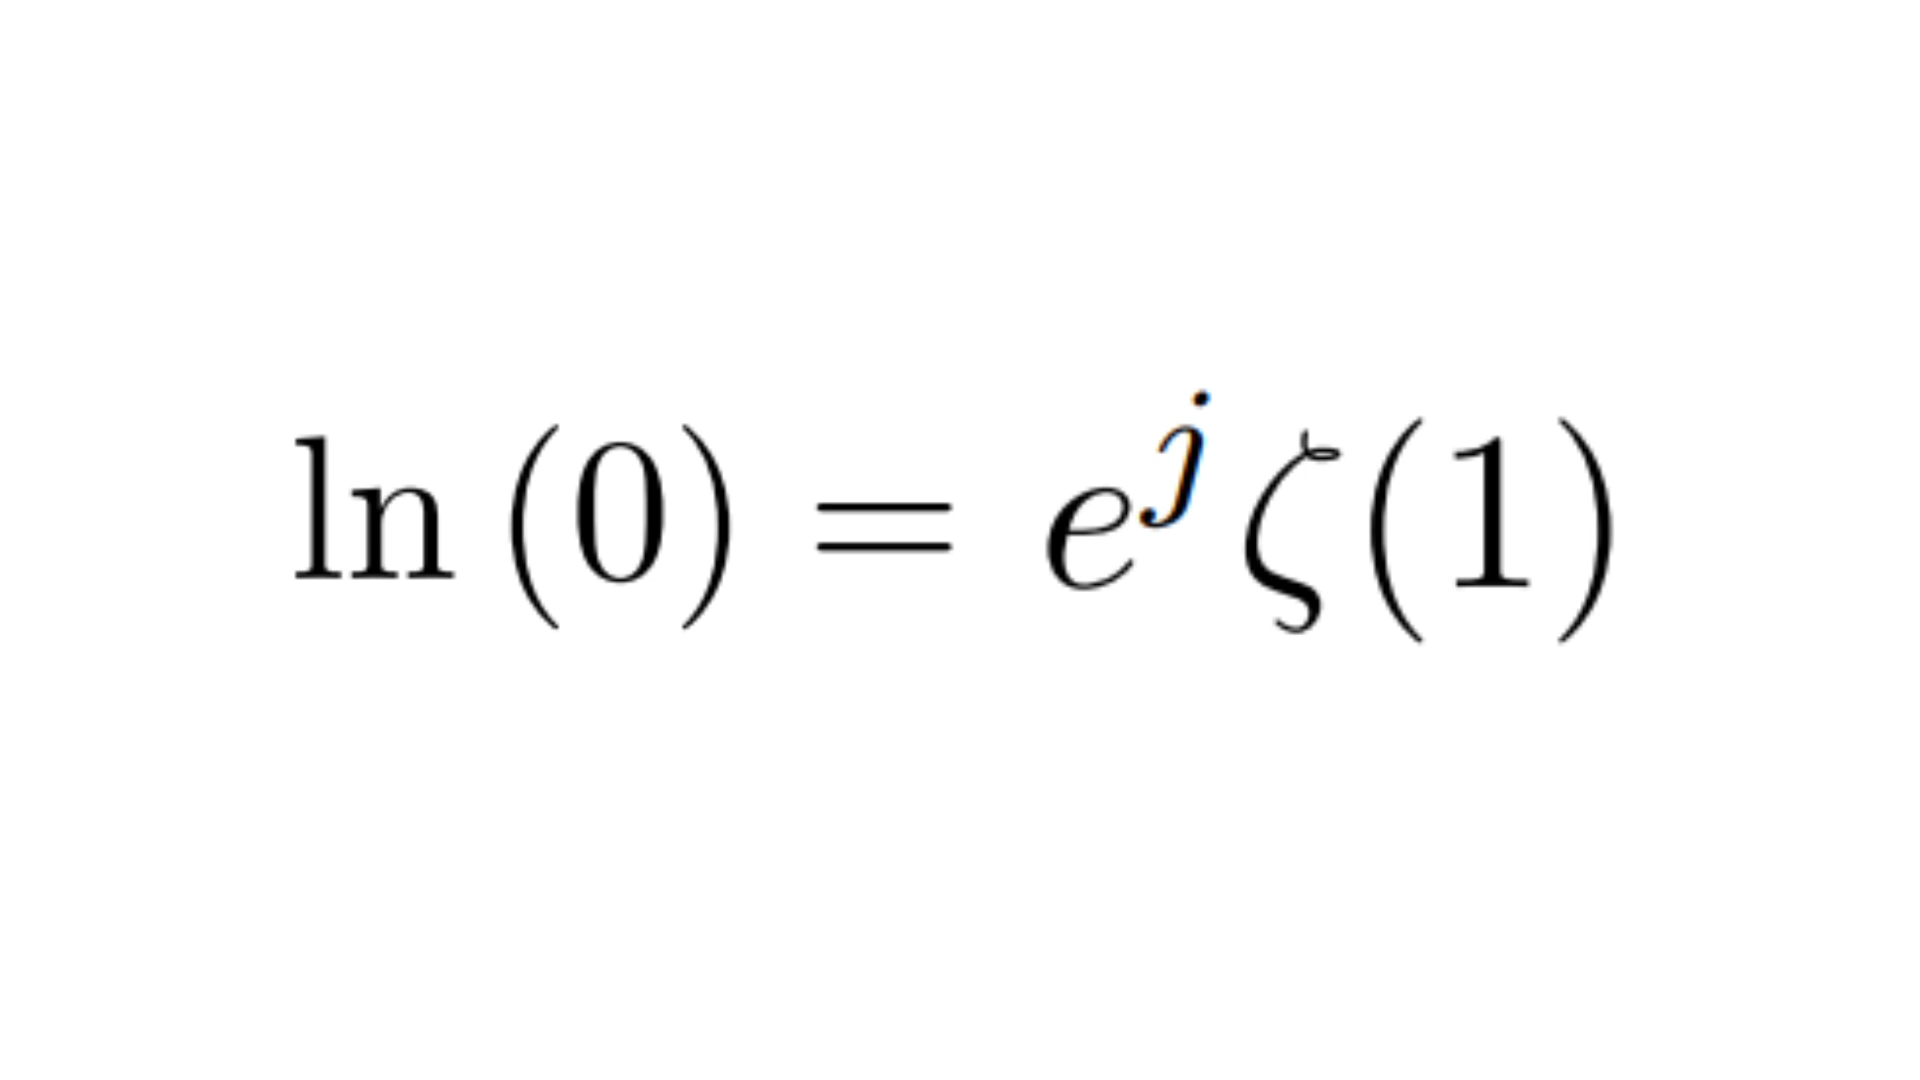 ln (0) = e^j ζ(1)